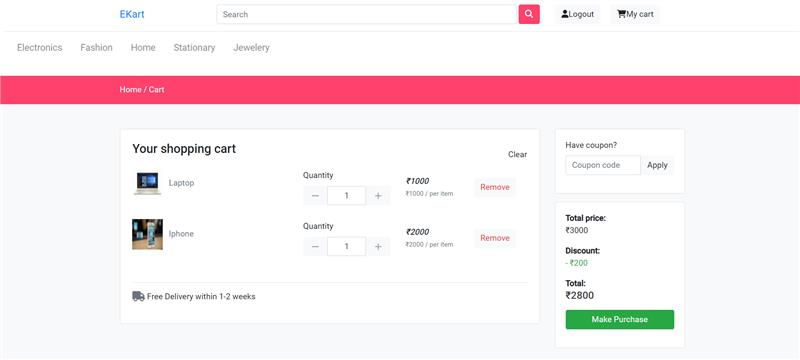 EKart
Search
Logout
My cart
Electronics Fashion Home Stationary Jewelery
Home / Cart
Your shopping cart
Clear
Laptop
Quantity
1
₹1000
₹1000 / per item
Remove
Iphone
Quantity
1
₹2000
₹2000 / per item
Remove
Free Delivery within 1-2 weeks
Have coupon?
Coupon code
Apply
Total price:
₹3000
Discount:
- ₹200
Total:
₹2800
Make Purchase